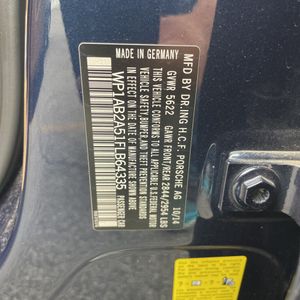 MADE IN GERMANY
MFD BY DR.ING H.C.F. PORSCHE AG 10/14
GVWR 5622 GAWR FRONT/REAR 2844/2954 LBS
THIS VEHICLE CONFORMS TO ALL APPLICABLE
FEDERAL MOTOR VEHICLE
SAFETY, BUMPER, AND THEFT PREVENTION
STANDARDS IN EFFECT ON THE DATE
OF MANUFACTURE SHOWN ABOVE
WP1AB2A51FLB64335
PASSENGER CAR